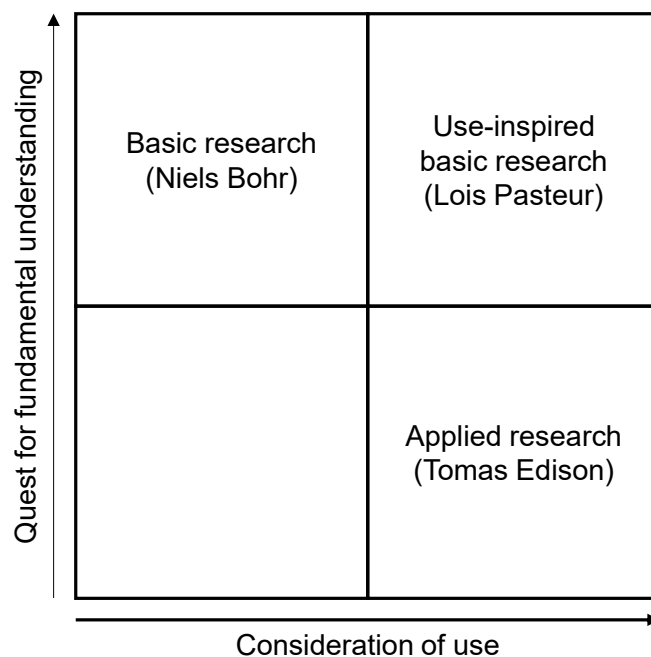 Quest for fundamental understanding
Basic research
(Niels Bohr)
Use-inspired
basic research
(Lois Pasteur)
Applied research
(Tomas Edison)
Consideration of use